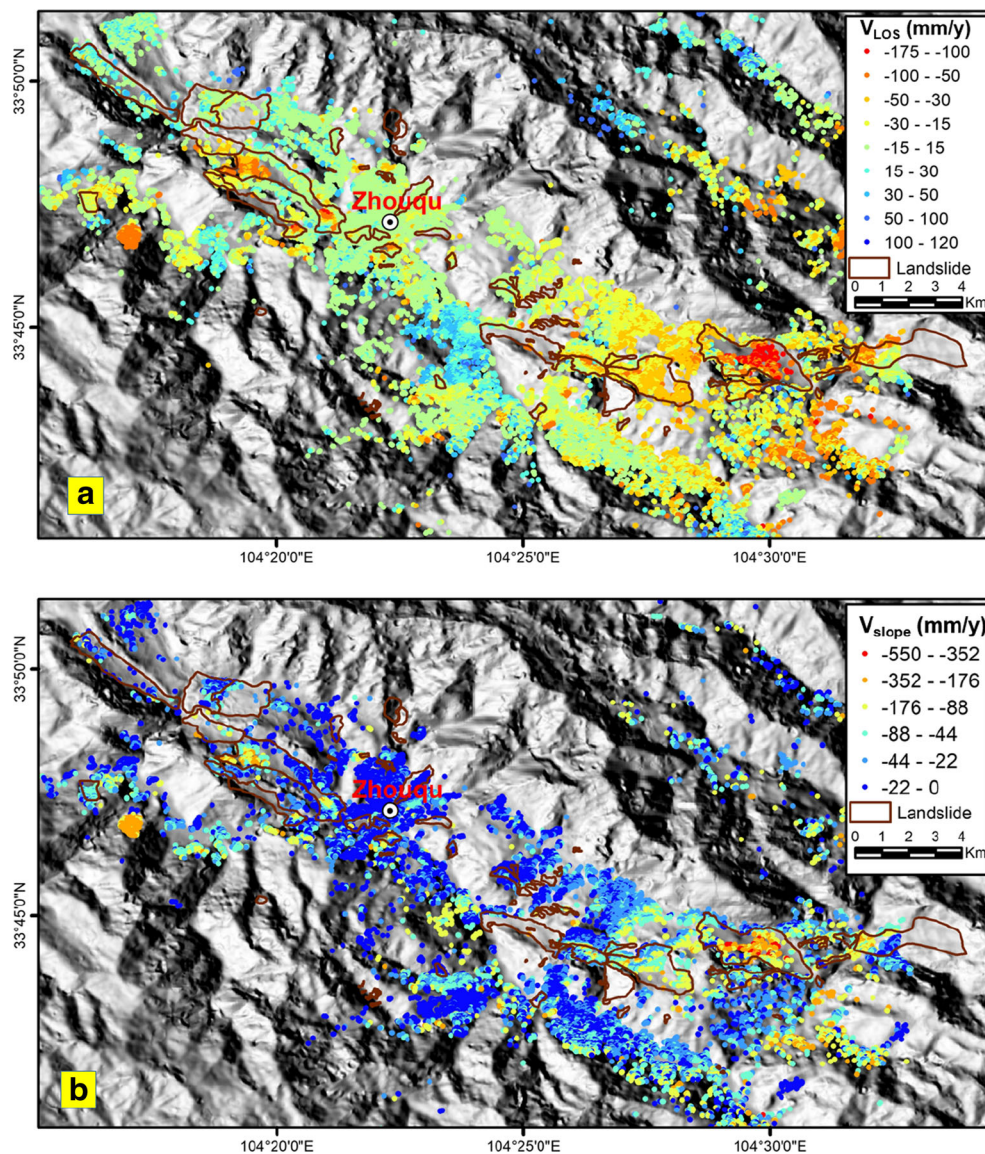 V_LOS (mm/y)
-175 - -100
-100 - -50
-50 - -30
-30 - -15
-15 - 15
15 - 30
30 - 50
50 - 100
100 - 120
Landslide
0 1 2 3 4
Km
33°50'0"N
Zhouqu
33°45'0"N
a
104°20'0"E 104°25'0"E 104°30'0"E
V_slope (mm/y)
-550 - -352
-352 - -176
-176 - -88
-88 - -44
-44 - -22
-22 - 0
Landslide
0 1 2 3 4
Km
33°50'0"N
Zhouqu
33°45'0"N
b
104°20'0"E 104°25'0"E 104°30'0"E